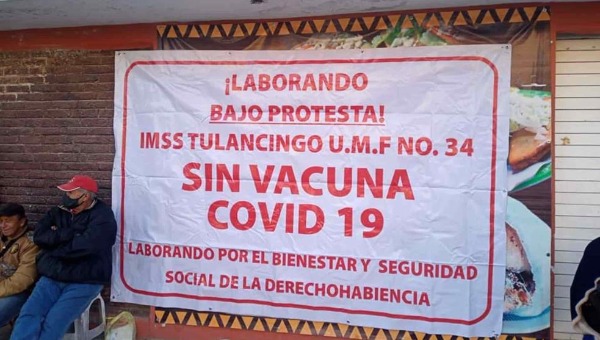 ¡LABORANDO
BAJO PROTESTA!
IMSS TULANCINGO U.M.F NO. 34
SIN VACUNA
COVID 19
LABORANDO POR EL BIENESTAR Y SEGURIDAD
SOCIAL DE LA DERECHOHABIENCIA